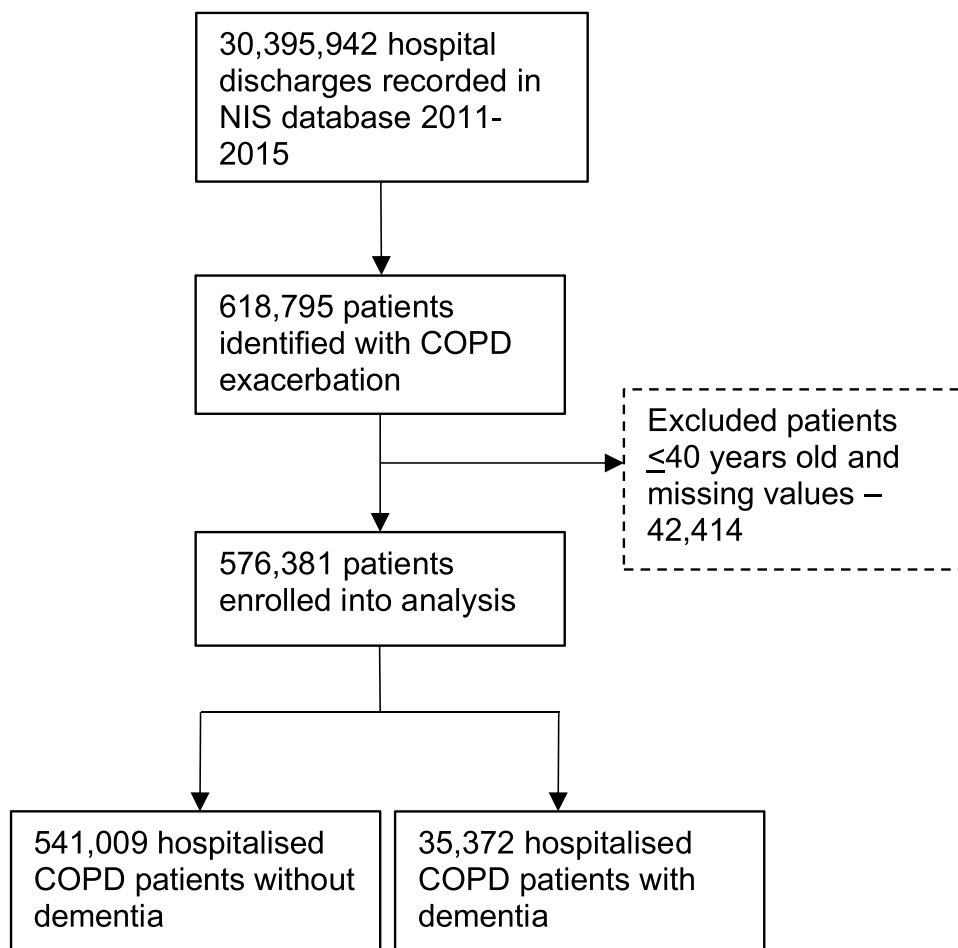 30,395,942 hospital
discharges recorded in
NIS database 2011-
2015
618,795 patients
identified with COPD
exacerbation
Excluded patients
≤40 years old and
missing values –
42,414
576,381 patients
enrolled into analysis
541,009 hospitalised
COPD patients without
dementia
35,372 hospitalised
COPD patients with
dementia